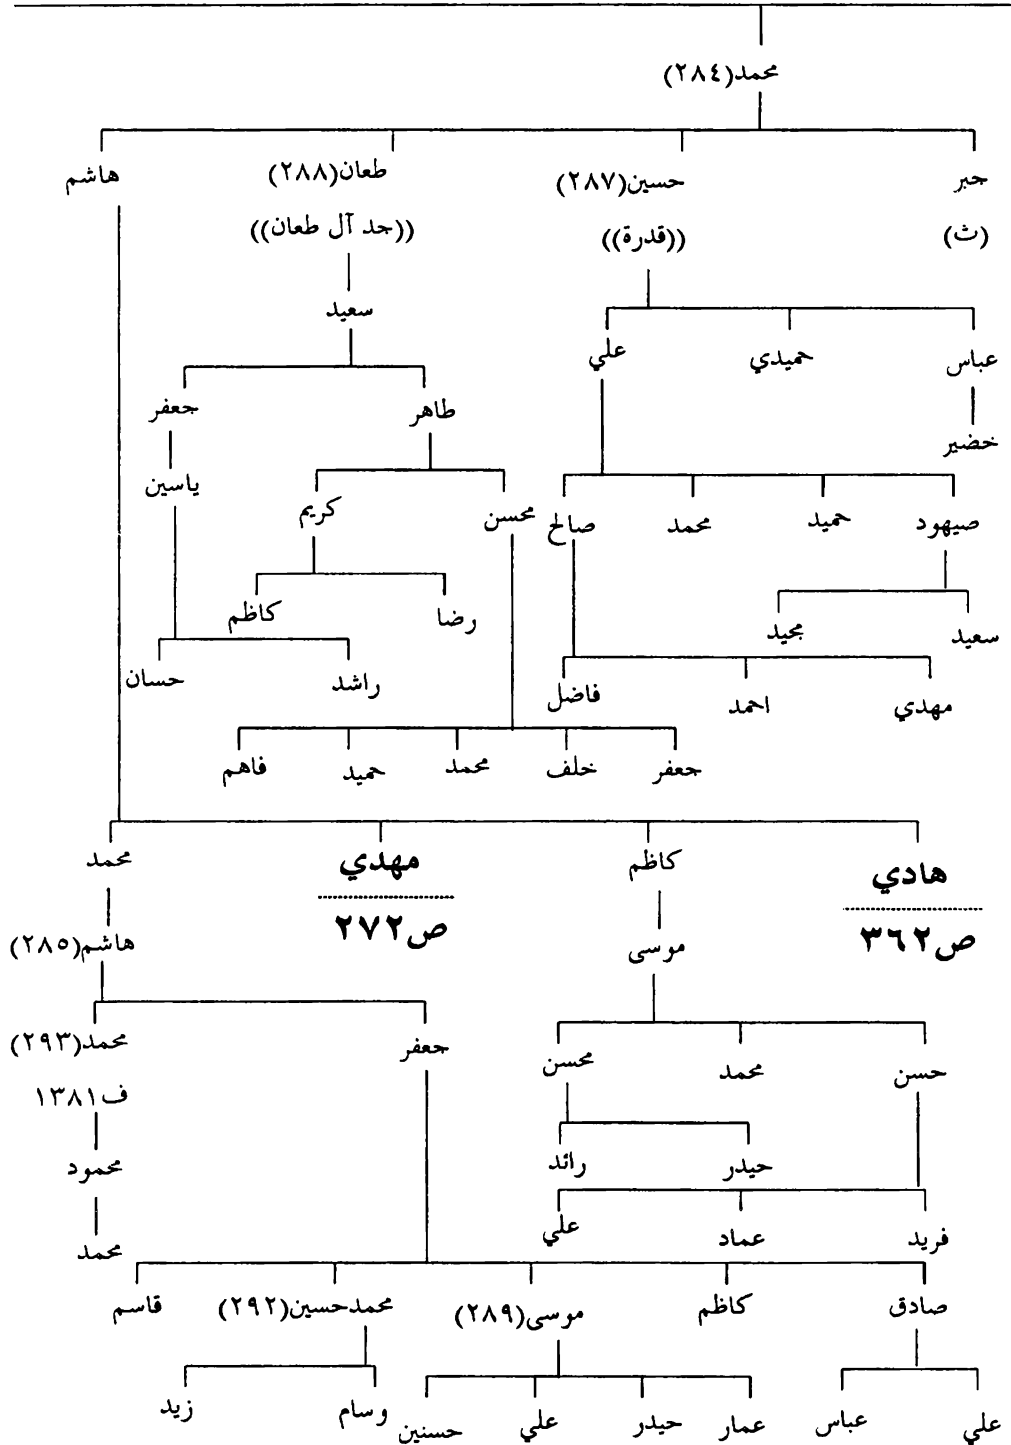 محمد(٢٨٤)
جبر حسين(٢٨٧) طعان(٢٨٨) هاشم
(ث) ((قدرة)) ((جد آل طعان))
سعيد
عباس حميدي علي
طاهر جعفر
خضير
ياسين
صيهود حميد محمد صالح محسن كريم
سعيد مجيد رضا كاظم
مهدي احمد فاضل راشد حسان
جعفر خلف محمد حميد فاهم
هادي كاظم مهدي محمد
ص٣٦٢ ص٢٧٢
موسى هاشم(٢٨٥)
حسن محمد محسن جعفر محمد(٢٩٣)
ف١٣٨١
حيدر رائد محمود
فريد عماد علي محمد
صادق كاظم موسى(٢٨٩) محمدحسين(٢٩٢) قاسم
علي عباس عمار حيدر علي حسنين وسام زيد